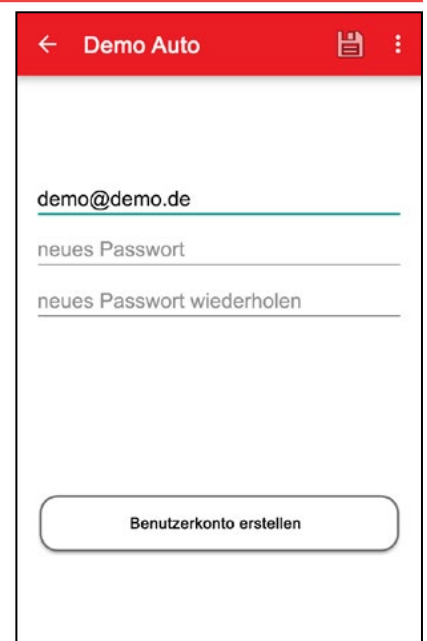 Demo Auto
demo@demo.de
neues Passwort
neues Passwort wiederholen
Benutzerkonto erstellen